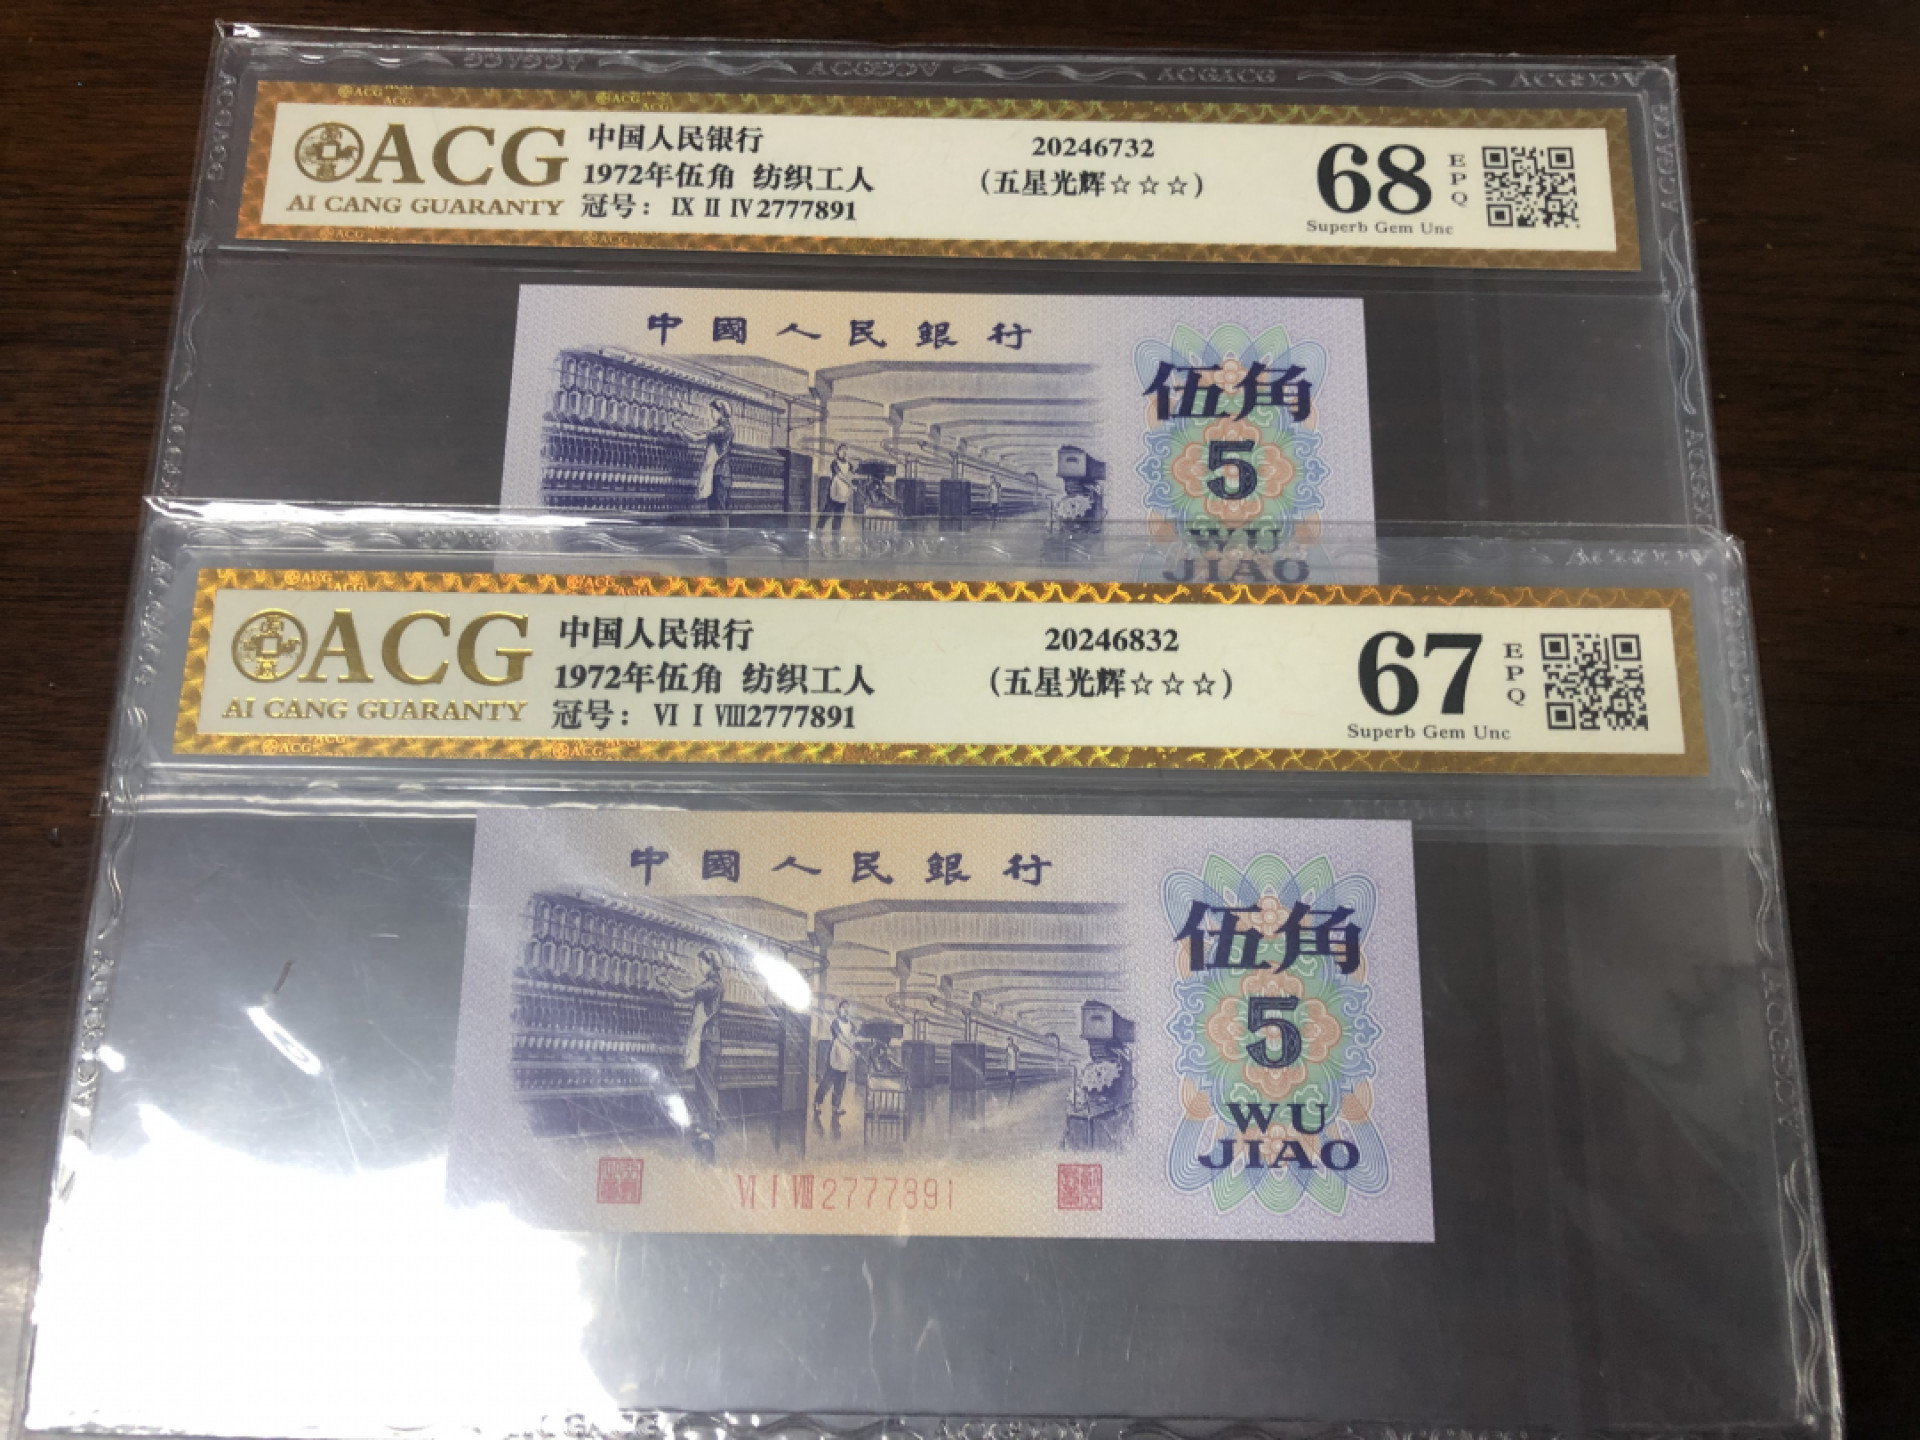 ACG
AI CANG GUARANTY
中国人民银行
1972年伍角 纺织工人
冠号： Ⅸ Ⅱ Ⅳ2777891
20246732
(五星光辉☆☆☆)
68
EPQ
Superb Gem Unc
中國人民銀行
伍角
5
WU
JIAO
ACG
AI CANG GUARANTY
中国人民银行
1972年伍角 纺织工人
冠号： Ⅵ Ⅰ Ⅷ2777891
20246832
(五星光辉☆☆☆)
67
EPQ
Superb Gem Unc
中國人民銀行
伍角
5
WU
JIAO
Ⅵ Ⅰ Ⅷ 2777891